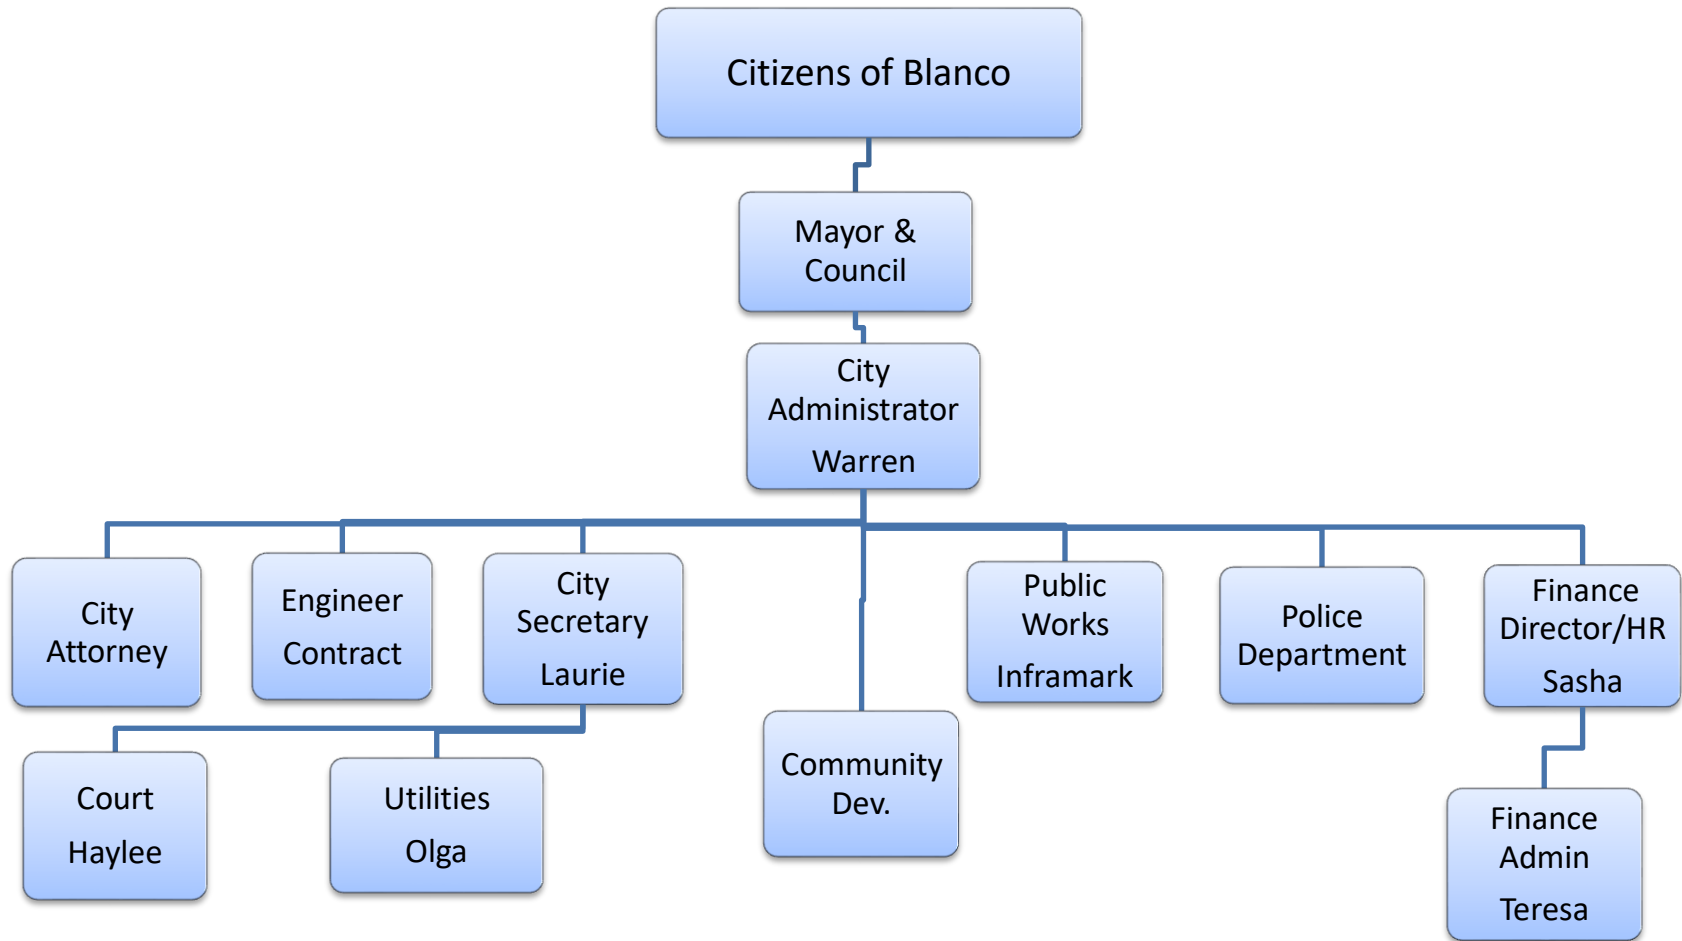 Citizens of Blanco
Mayor &
Council
City
Administrator
Warren
City
Attorney
Engineer
Contract
City
Secretary
Laurie
Public
Works
Inframark
Police
Department
Finance
Director/HR
Sasha
Court
Haylee
Utilities
Olga
Community
Dev.
Finance
Admin
Teresa